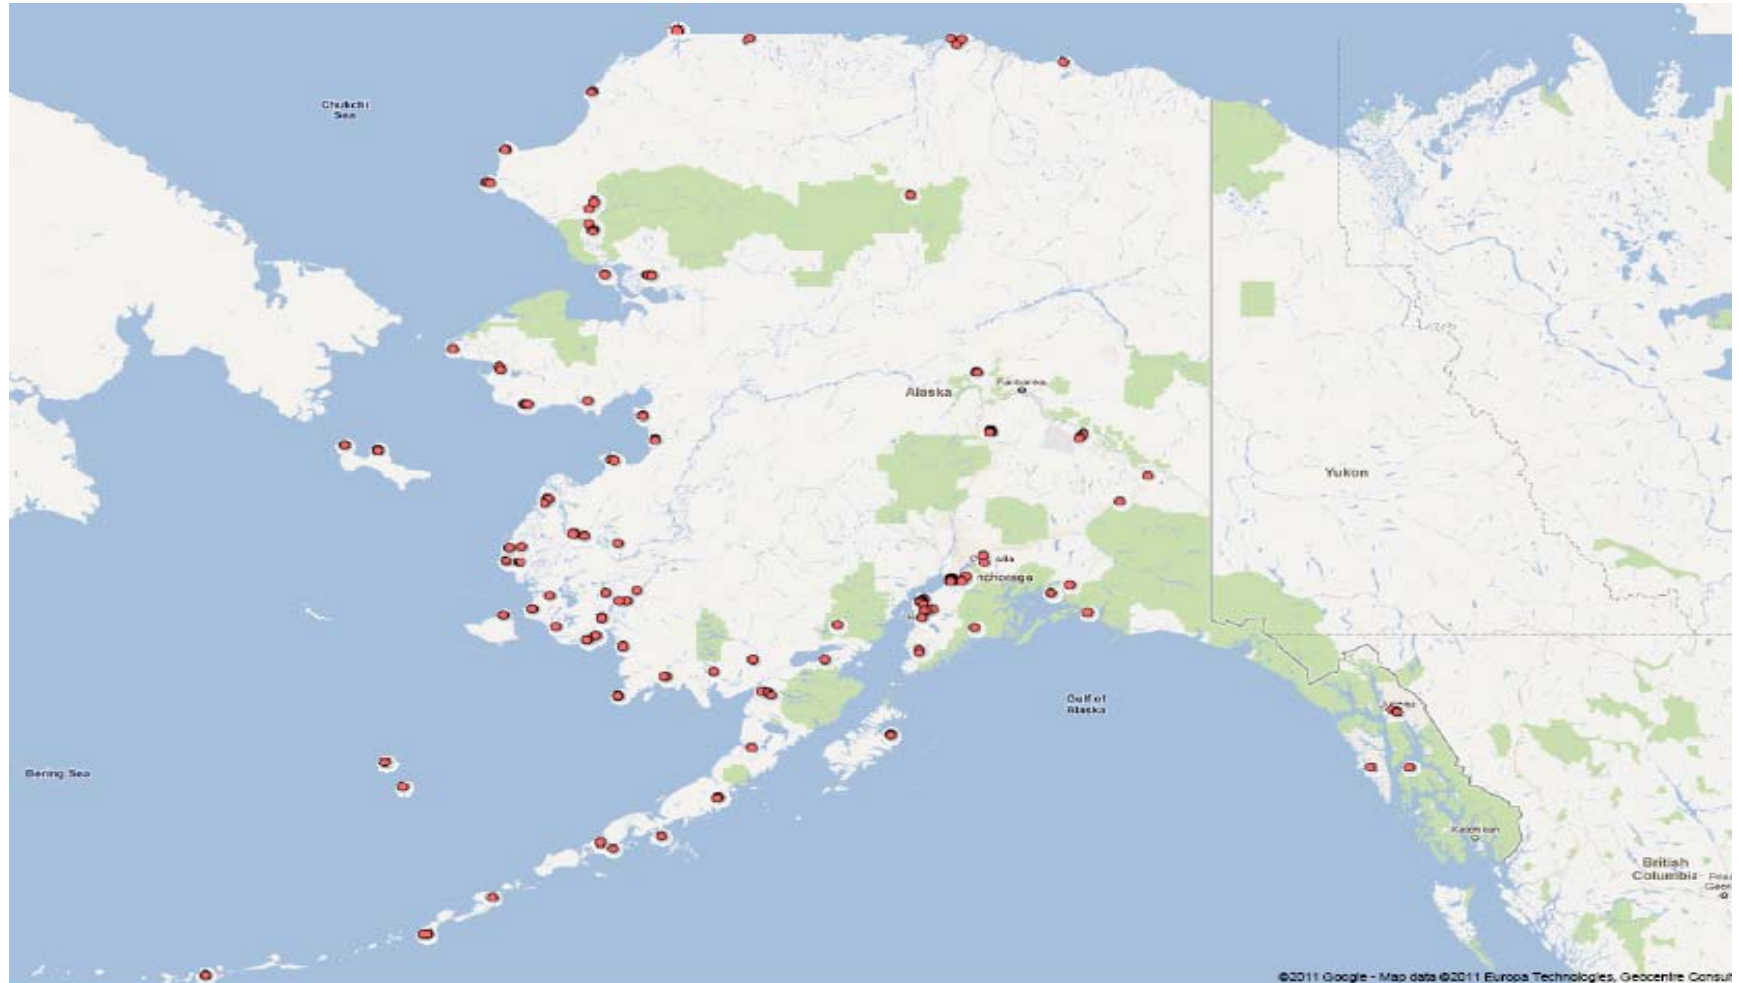 Chukchi
Sea
Alaska
Fairbanks
Yukon
nchorage
Gulf of
Alaska
Bering Sea
Ketchikan
British
Columbia
©2011 Google - Map data ©2011 Europa Technologies, Geocentre Consul